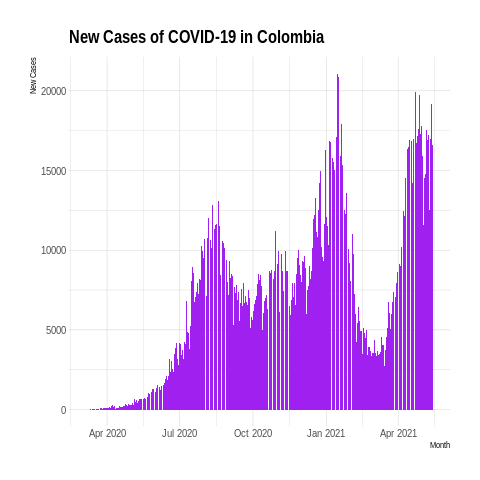 New Cases of COVID-19 in Colombia
New Cases
20000
15000
10000
5000
0
Apr 2020 Jul 2020 Oct 2020 Jan 2021 Apr 2021
Month